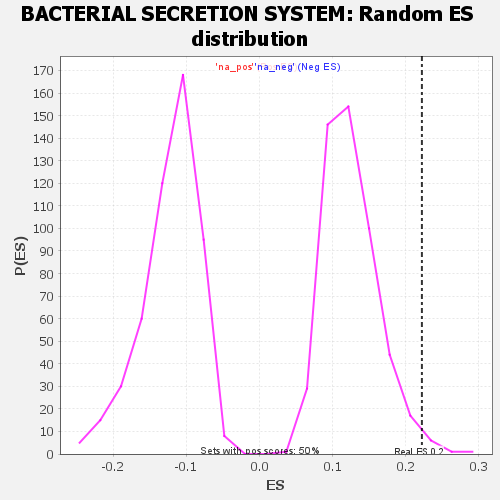 BACTERIAL SECRETION SYSTEM: Random ES
distribution
'na_pos' 'na_neg' (Neg ES)
170
160
150
140
130
120
110
100
90
80
70
60
50
40
30
20
10
0
P(ES)
Sets with pos scores: 50%
Real ES 0.2
-0.2 -0.1 0.0 0.1 0.2 0.3
ES